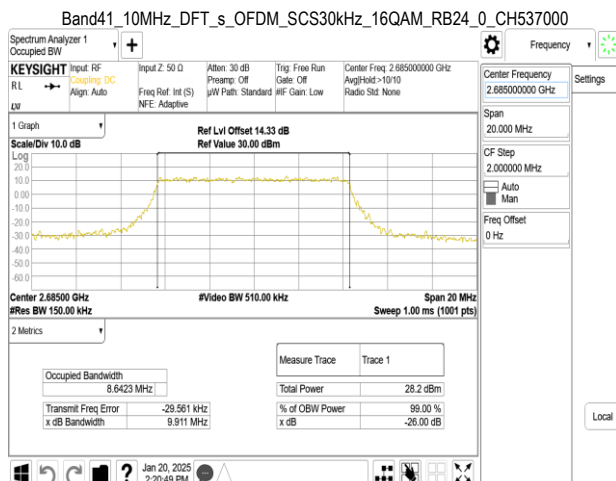 Band41_10MHz_DFT_s_OFDM_SCS30kHz_16QAM_RB24_0_CH537000
Spectrum Analyzer 1
Occupied BW
Frequency
KEYSIGHT
RL
Input: RF
Coupling: DC
Align: Auto
Input Z: 50 Ω
Freq Ref: Int (S)
NFE: Adaptive
Atten: 30 dB
Preamp: Off
µW Path: Standard
Trig: Free Run
Gate: Off
#IF Gain: Low
Center Freq: 2.685000000 GHz
Avg|Hold:>10/10
Radio Std: None
Center Frequency
2.685000000 GHz
Settings
Span
20.000 MHz
CF Step
2.000000 MHz
Auto
Man
Freq Offset
0 Hz
Local
1 Graph
Scale/Div 10.0 dB
Ref Lvl Offset 14.33 dB
Ref Value 30.00 dBm
Log
20.0
10.0
0.00
-10.0
-20.0
-30.0
-40.0
-50.0
-60.0
Center 2.68500 GHz
#Video BW 510.00 kHz
Span 20 MHz
#Res BW 150.00 kHz
Sweep 1.00 ms (1001 pts)
2 Metrics
Measure Trace
Trace 1
Occupied Bandwidth
8.6423 MHz
Total Power
28.2 dBm
Transmit Freq Error
-29.561 kHz
% of OBW Power
99.00 %
x dB Bandwidth
9.911 MHz
x dB
-26.00 dB
?
Jan 20, 2025
2:20:49 PM